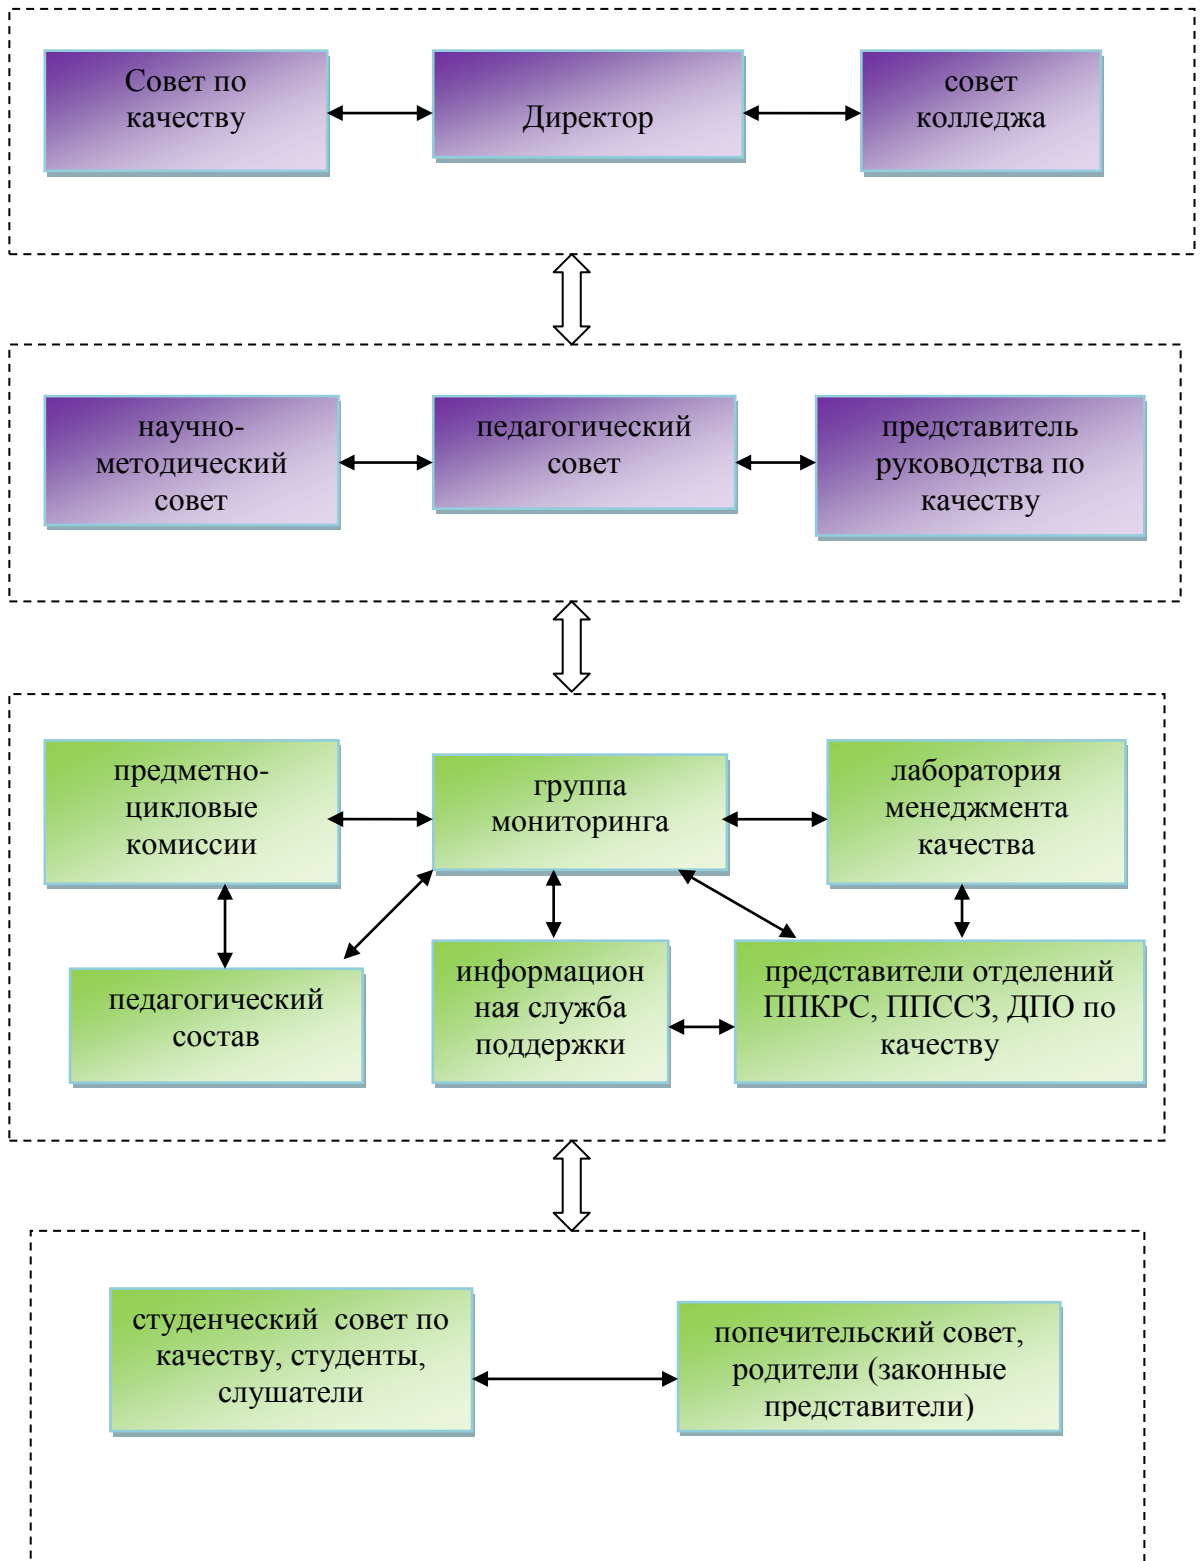 Совет по
качеству
Директор
совет
колледжа
научно-
методический
совет
педагогический
совет
представитель
руководства по
качеству
предметно-
цикловые
комиссии
группа
мониторинга
лаборатория
менеджмента
качества
педагогический
состав
информацион
ная служба
поддержки
представители отделений
ППКРС, ППССЗ, ДПО по
качеству
студенческий совет по
качеству, студенты,
слушатели
попечительский совет,
родители (законные
представители)